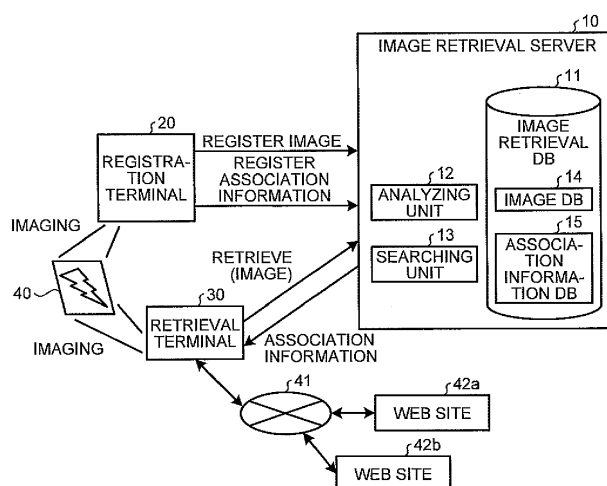 10
IMAGE RETRIEVAL SERVER
11
IMAGE
RETRIEVAL
DB
14
IMAGE DB
15
ASSOCIA-
TION
INFORMA-
TION DB
12
ANALYZING
UNIT
13
SEARCHING
UNIT
20
REGISTRA-
TION
TERMINAL
REGISTER IMAGE
REGISTER
ASSOCIATION
INFORMATION
IMAGING
40
IMAGING
RETRIEVE
(IMAGE)
30
RETRIEVAL
TERMINAL
ASSOCIATION
INFORMATION
41
42a
WEB SITE
42b
WEB SITE